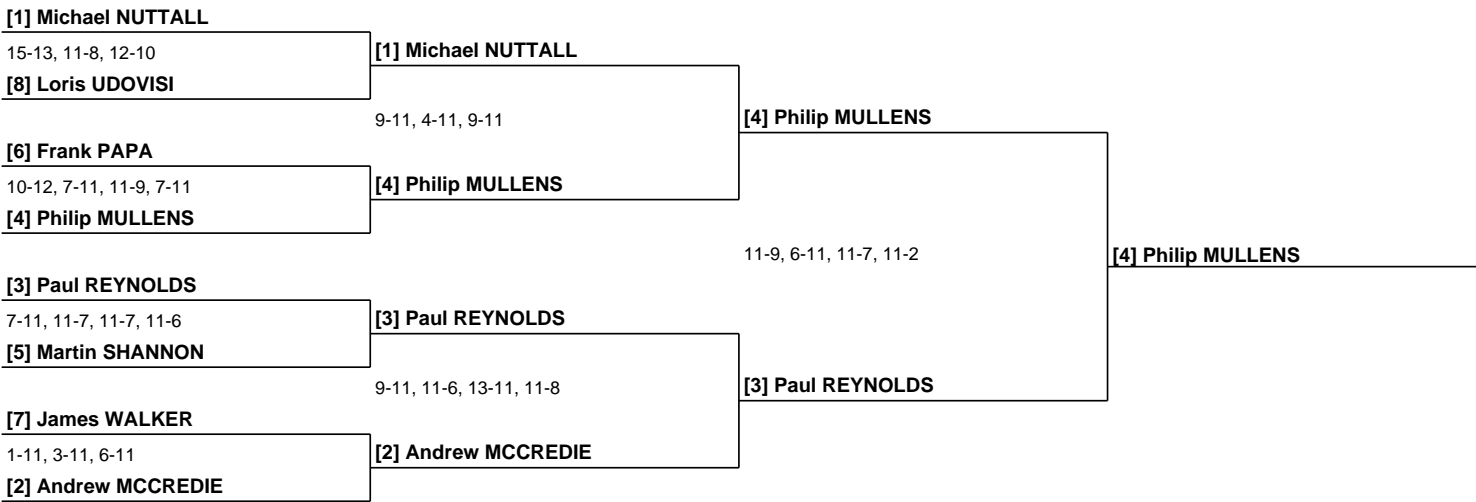 [1] Michael NUTTALL
15-13, 11-8, 12-10
[1] Michael NUTTALL
[8] Loris UDOVISI
9-11, 4-11, 9-11
[4] Philip MULLENS
[6] Frank PAPA
10-12, 7-11, 11-9, 7-11
[4] Philip MULLENS
[4] Philip MULLENS
11-9, 6-11, 11-7, 11-2
[4] Philip MULLENS
[3] Paul REYNOLDS
7-11, 11-7, 11-7, 11-6
[3] Paul REYNOLDS
[5] Martin SHANNON
9-11, 11-6, 13-11, 11-8
[3] Paul REYNOLDS
[7] James WALKER
1-11, 3-11, 6-11
[2] Andrew MCCREDIE
[2] Andrew MCCREDIE